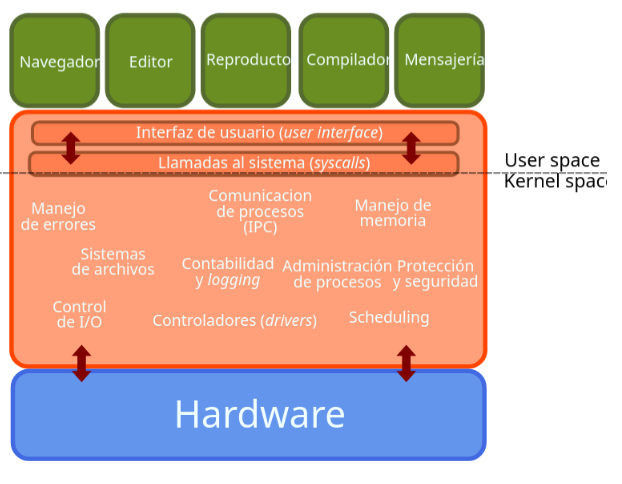 Navegador
Editor
Reproducto
Compilador
Mensajería
Interfaz de usuario (user interface)
Llamadas al sistema (syscalls)
User space
Kernel spac
Manejo
de errores
Comunicacion
de procesos
(IPC)
Manejo de
memoria
Sistemas
de archivos
Contabilidad
y logging
Administración
de procesos
Protección
y seguridad
Control
de I/O
Controladores (drivers)
Scheduling
Hardware